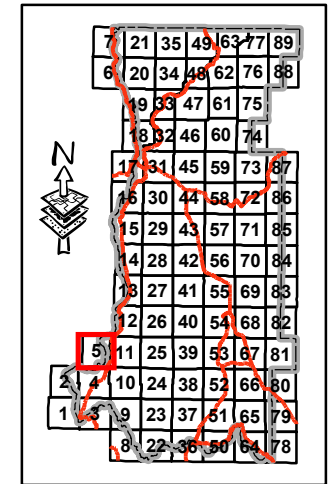 7 21 35 49 63 77 89
6 20 34 48 62 76 88
19 33 47 61 75
18 32 46 60 74
N
17 31 45 59 73 87
16 30 44 58 72 86
15 29 43 57 71 85
14 28 42 56 70 84
13 27 41 55 69 83
12 26 40 54 68 82
5 11 25 39 53 67 81
2 4 10 24 38 52 66 80
1 3 9 23 37 51 65 79
8 22 36 50 64 78